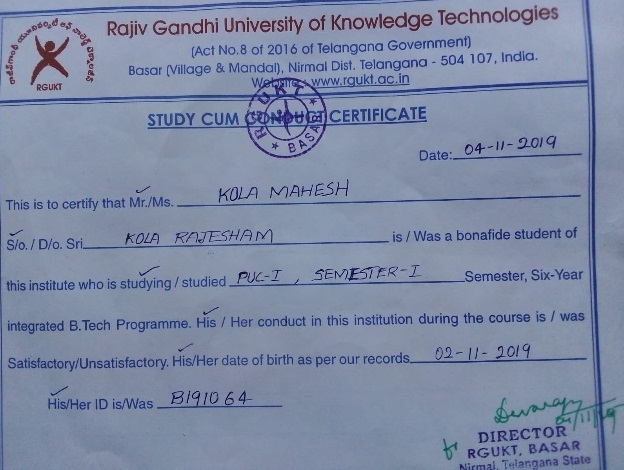 Rajiv Gandhi University of Knowledge Technologies
(Act No.8 of 2016 of Telangana Government)
Basar (Village & Mandal), Nirmal Dist. Telangana - 504 107, India.
Website : www.rgukt.ac.in
RGUKT
RGUKT
★ BASAR ★
STUDY CUM CONDUCT CERTIFICATE
Date: 04-11-2019
This is to certify that Mr./Ms. KOLA MAHESH
S/o. / D/o. Sri KOLA RAJESHAM is / Was a bonafide student of
this institute who is studying / studied PUC-I, SEMESTER-I Semester, Six-Year
integrated B.Tech Programme. His / Her conduct in this institution during the course is / was
Satisfactory/Unsatisfactory. His/Her date of birth as per our records 02-11-2019
His/Her ID is/Was B191064
DIRECTOR
RGUKT, BASAR
Nirmal, Telangana State